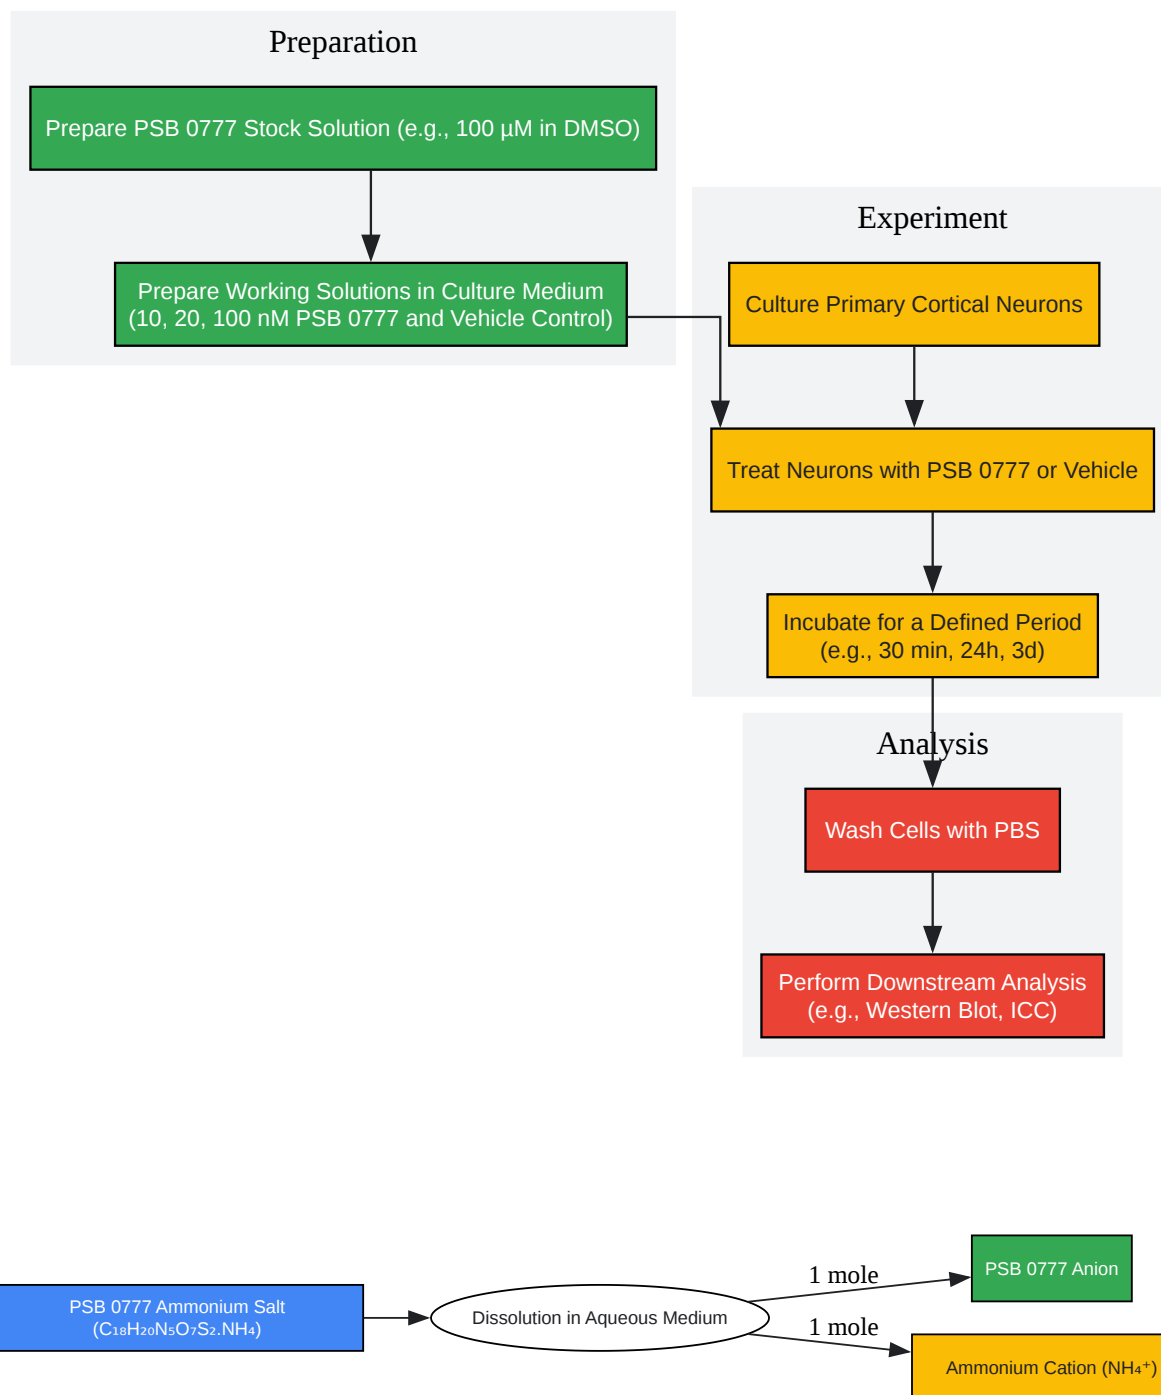 Preparation
Prepare PSB 0777 Stock Solution (e.g., 100 µM in DMSO)
Prepare Working Solutions in Culture Medium
(10, 20, 100 nM PSB 0777 and Vehicle Control)
Experiment
Culture Primary Cortical Neurons
Treat Neurons with PSB 0777 or Vehicle
Incubate for a Defined Period
(e.g., 30 min, 24h, 3d)
Analysis
Wash Cells with PBS
Perform Downstream Analysis
(e.g., Western Blot, ICC)
PSB 0777 Ammonium Salt
(C₁₈H₂₀N₅O₇S₂.NH₄)
Dissolution in Aqueous Medium
1 mole
PSB 0777 Anion
1 mole
Ammonium Cation (NH₄⁺)